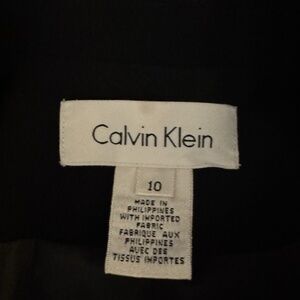 Calvin Klein
10
MADE IN
PHILIPPINES
WITH IMPORTED
FABRIC
FABRIQUE AUX
PHILIPPINES
AVEC DES
TISSUS IMPORTES